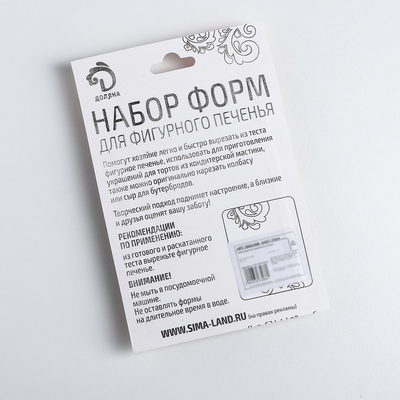 ДОЛЯНА
НАБОР ФОРМ
ДЛЯ ФИГУРНОГО ПЕЧЕНЬЯ
Помогут хозяйке легко и быстро вырезать из теста
фигурное печенье, использовать для приготовления
украшений для тортов из кондитерской мастики,
также можно оригинально нарезать колбасу
или сыр для бутербродов.
Творческий подход поднимет настроение, а близкие
и друзья оценят вашу заботу!
РЕКОМЕНДАЦИИ
ПО ПРИМЕНЕНИЮ:
из готового и раскатанного
теста вырежьте фигурное
печенье.
ВНИМАНИЕ!
Не мыть в посудомоечной
машине.
Не оставлять формы
на длительное время в воде.
WWW.SIMA-LAND.RU (на правах рекламы)